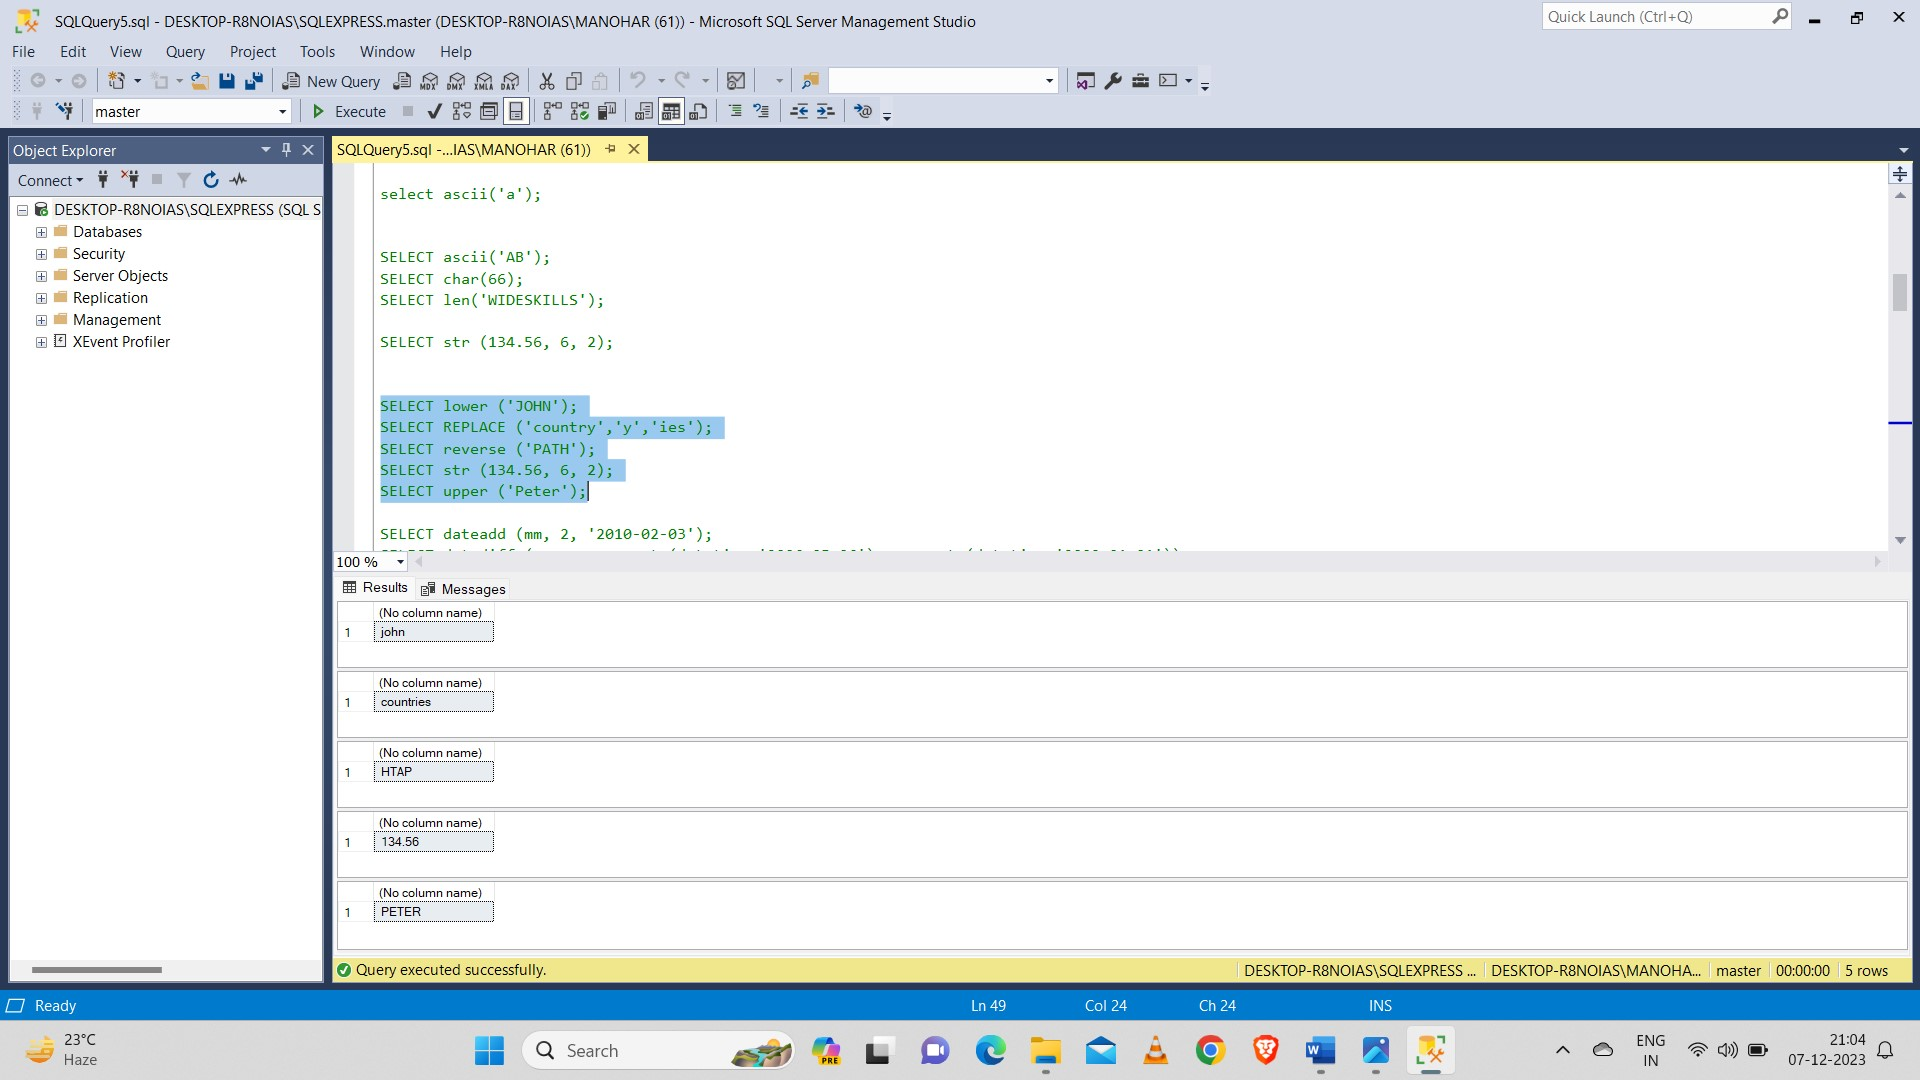 SQLQuery5.sql - DESKTOP-R8NOIAS\SQLEXPRESS.master (DESKTOP-R8NOIAS\MANOHAR (61)) - Microsoft SQL Server Management Studio
Quick Launch (Ctrl+Q)
File Edit View Query Project Tools Window Help
New Query MDX DMX XMLA DAX
master Execute
Object Explorer
SQLQuery5.sql -...IAS\MANOHAR (61))
Connect
DESKTOP-R8NOIAS\SQLEXPRESS (SQL S
Databases
Security
Server Objects
Replication
Management
XEvent Profiler
select ascii('a');
SELECT ascii('AB');
SELECT char(66);
SELECT len('WIDESKILLS');
SELECT str (134.56, 6, 2);
SELECT lower ('JOHN');
SELECT REPLACE ('country','y','ies');
SELECT reverse ('PATH');
SELECT str (134.56, 6, 2);
SELECT upper ('Peter');
SELECT dateadd (mm, 2, '2010-02-03');
100 %
Results Messages
(No column name)
1 john
(No column name)
1 countries
(No column name)
1 HTAP
(No column name)
1 134.56
(No column name)
1 PETER
Query executed successfully. DESKTOP-R8NOIAS\SQLEXPRESS ... DESKTOP-R8NOIAS\MANOHA... master 00:00:00 5 rows
Ready Ln 49 Col 24 Ch 24 INS
23°C
Haze
Search
PRE
ENG
IN
21:04
07-12-2023